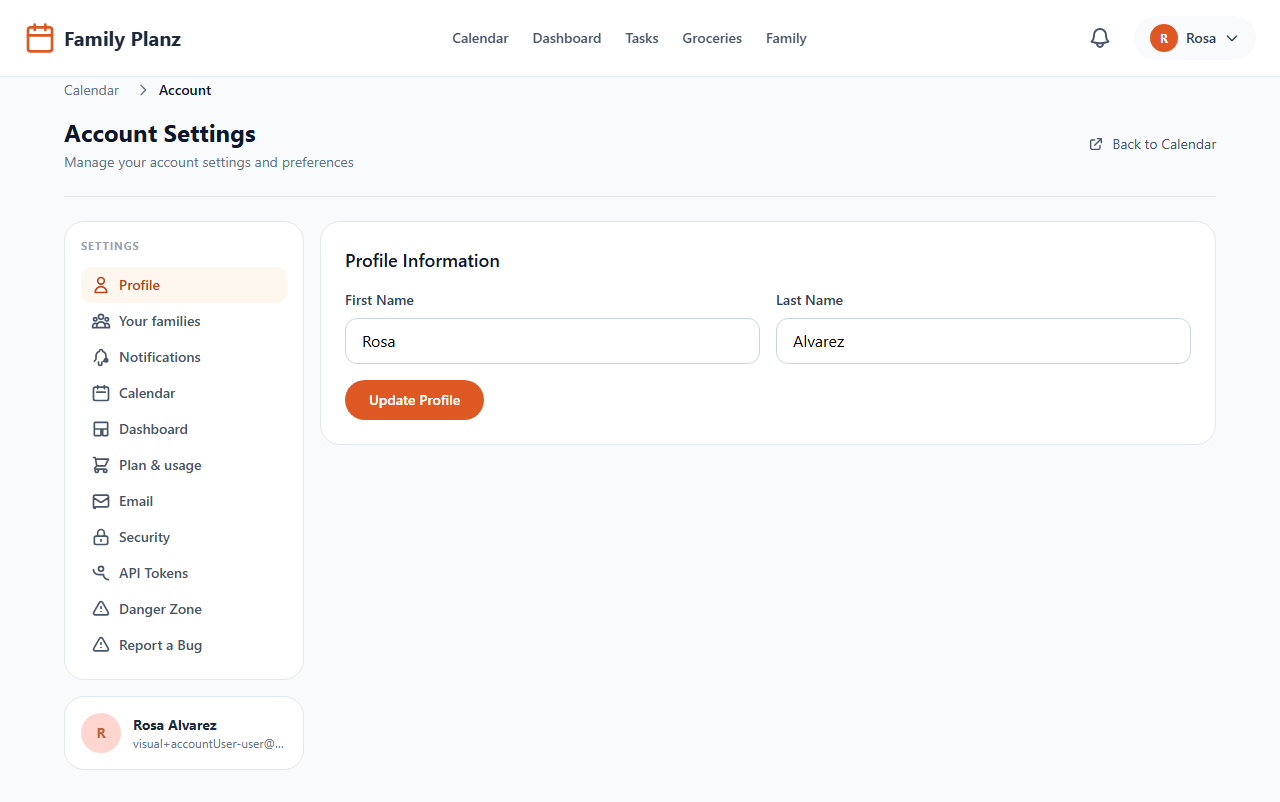 Family Planz
Calendar Dashboard Tasks Groceries Family
R Rosa
Calendar Account
Account Settings
Manage your account settings and preferences
Back to Calendar
SETTINGS
Profile
Your families
Notifications
Calendar
Dashboard
Plan & usage
Email
Security
API Tokens
Danger Zone
Report a Bug
R
Rosa Alvarez
visual+accountUser-user@...
Profile Information
First Name
Rosa
Last Name
Alvarez
Update Profile